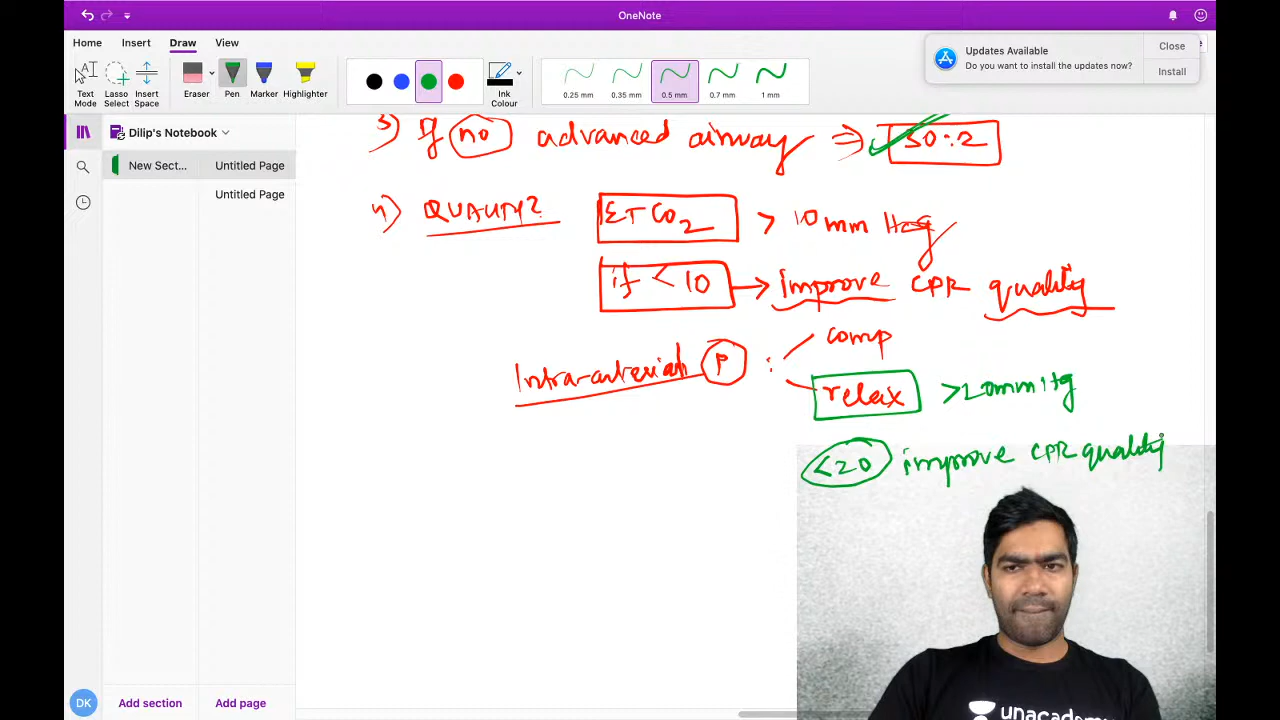 OneNote
Home Insert Draw View
Updates Available
Do you want to install the updates now?
Close
Install
Text Mode
Lasso Select
Insert Space
Eraser
Pen
Marker
Highlighter
Ink Colour
0.25 mm
0.35 mm
0.5 mm
0.7 mm
1 mm
Dilip's Notebook
New Sect...
Untitled Page
Untitled Page
3) If no advanced airway ⇒ 30:2
4) QUALITY? ETCO2 > 10mm Hg
if < 10 → improve CPR quality
Intra-arterial P : comp
relax >20mm Hg
<20 improve CPR quality
DK
Add section
Add page
unacademy